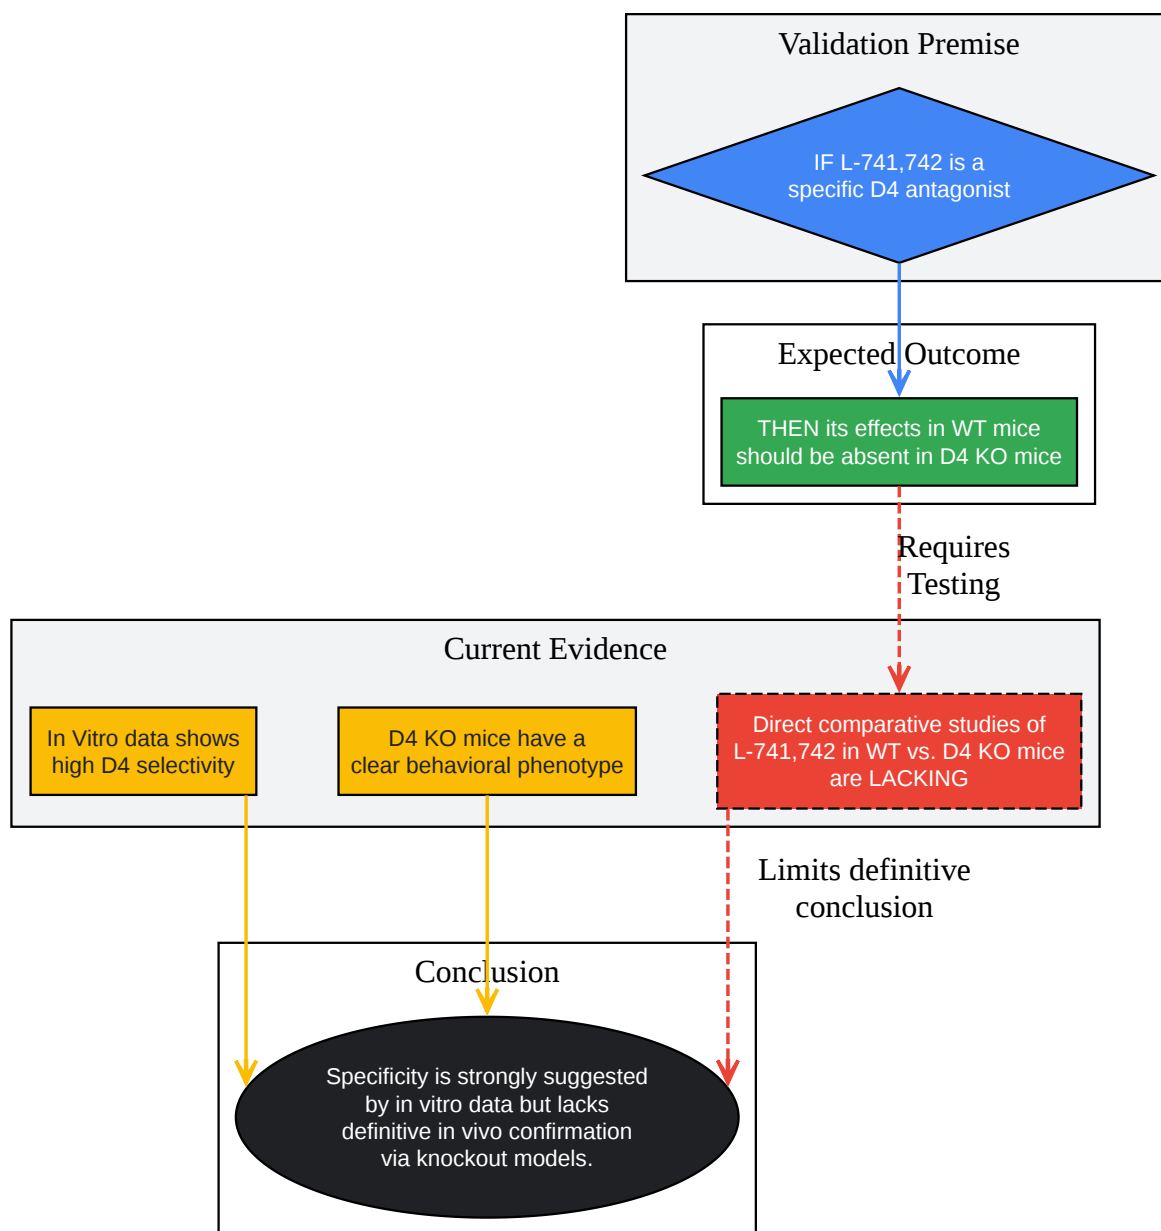 Validation Premise
IF L-741,742 is a
specific D4 antagonist
Expected Outcome
THEN its effects in WT mice
should be absent in D4 KO mice
Requires
Testing
Current Evidence
In Vitro data shows
high D4 selectivity
D4 KO mice have a
clear behavioral phenotype
Direct comparative studies of
L-741,742 in WT vs. D4 KO mice
are LACKING
Limits definitive
conclusion
Conclusion
Specificity is strongly suggested
by in vitro data but lacks
definitive in vivo confirmation
via knockout models.